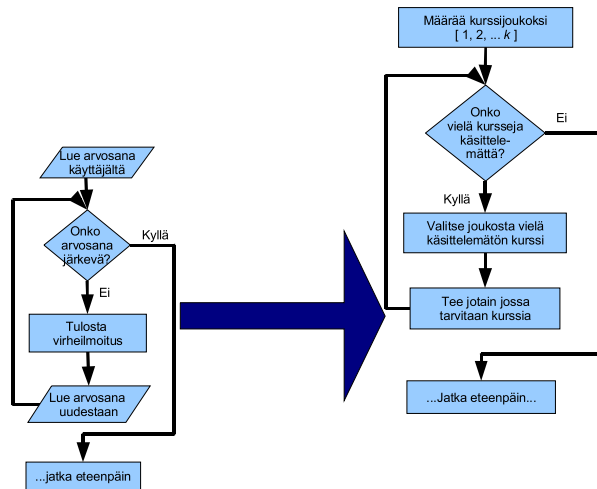 Lue arvosana
käyttäjältä
Onko
arvosana
järkevä?
Kyllä
Ei
Tulosta
virheilmoitus
Lue arvosana
uudestaan
...jatka eteenpäin
Määrää kurssijoukoksi
[ 1, 2, ... k ]
Onko
vielä kursseja
käsittele-
mättä?
Ei
Kyllä
Valitse joukosta vielä
käsittelemätön kurssi
Tee jotain jossa
tarvitaan kurssia
...Jatka eteenpäin...